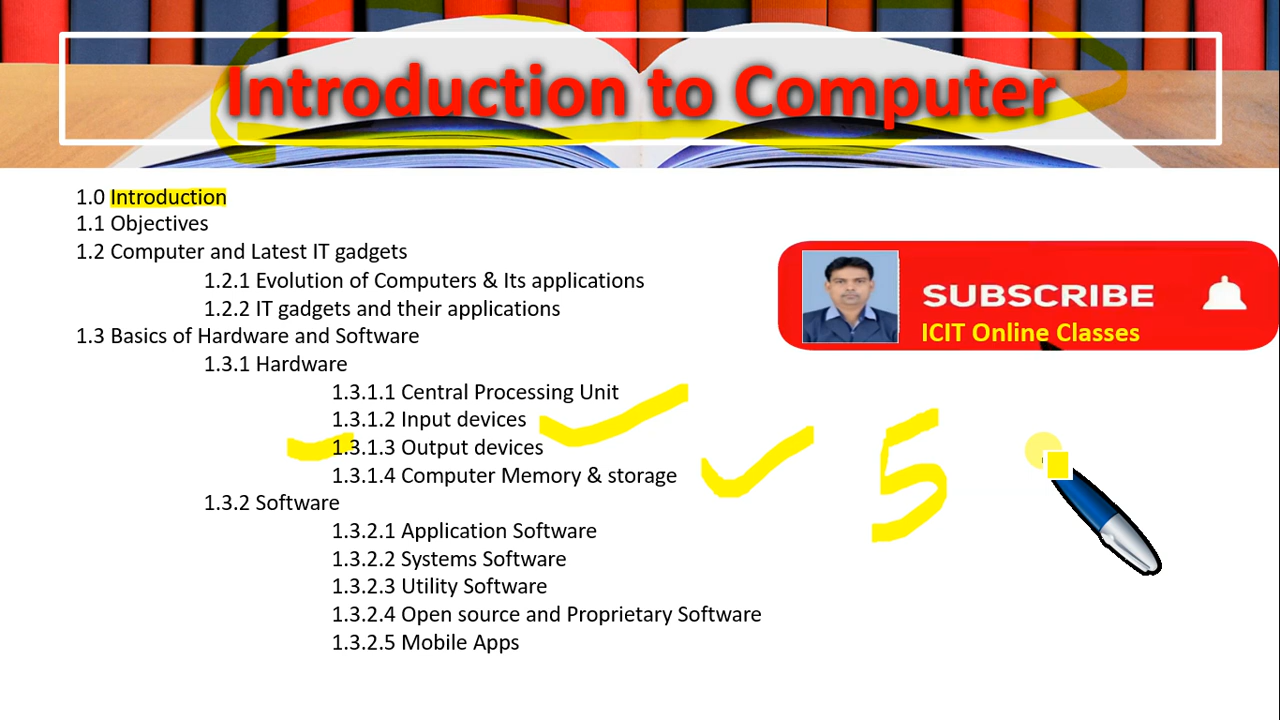 Introduction to Computer
1.0 Introduction
1.1 Objectives
1.2 Computer and Latest IT gadgets
1.2.1 Evolution of Computers & Its applications
1.2.2 IT gadgets and their applications
1.3 Basics of Hardware and Software
1.3.1 Hardware
1.3.1.1 Central Processing Unit
1.3.1.2 Input devices
1.3.1.3 Output devices
1.3.1.4 Computer Memory & storage
1.3.2 Software
1.3.2.1 Application Software
1.3.2.2 Systems Software
1.3.2.3 Utility Software
1.3.2.4 Open source and Proprietary Software
1.3.2.5 Mobile Apps
SUBSCRIBE
ICIT Online Classes
5